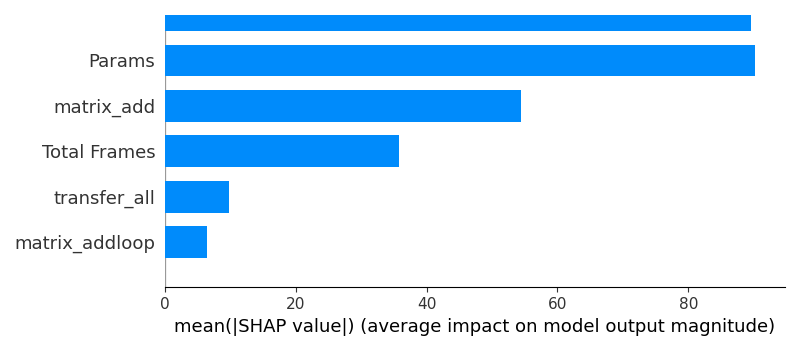 Params
matrix_add
Total Frames
transfer_all
matrix_addloop
0 20 40 60 80
mean(|SHAP value|) (average impact on model output magnitude)